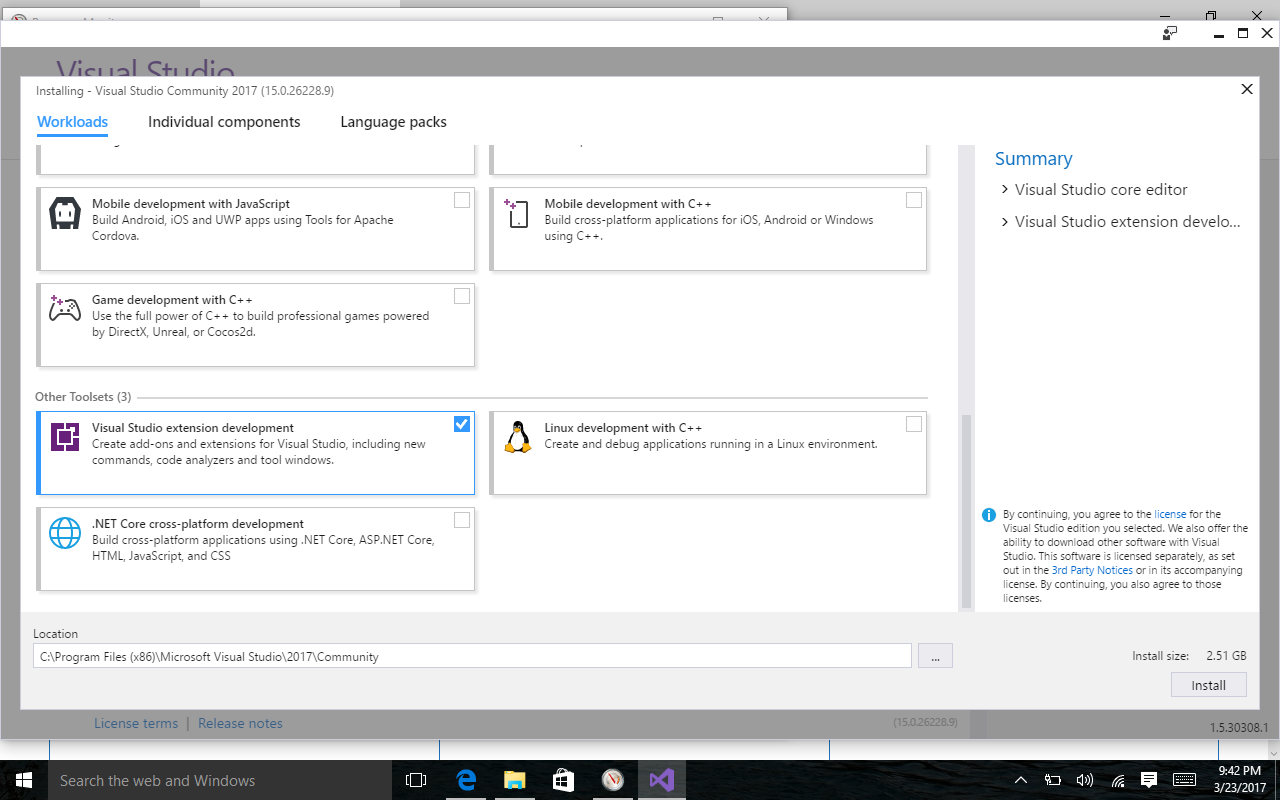 Visual Studio
Installing - Visual Studio Community 2017 (15.0.26228.9)
Workloads
Individual components
Language packs
Mobile development with JavaScript
Build Android, iOS and UWP apps using Tools for Apache
Cordova.
Mobile development with C++
Build cross-platform applications for iOS, Android or Windows
using C++.
Game development with C++
Use the full power of C++ to build professional games powered
by DirectX, Unreal, or Cocos2d.
Other Toolsets (3)
Visual Studio extension development
Create add-ons and extensions for Visual Studio, including new
commands, code analyzers and tool windows.
Linux development with C++
Create and debug applications running in a Linux environment.
.NET Core cross-platform development
Build cross-platform applications using .NET Core, ASP.NET Core,
HTML, JavaScript, and CSS
Summary
Visual Studio core editor
Visual Studio extension develo...
By continuing, you agree to the license for the
Visual Studio edition you selected. We also offer the
ability to download other software with Visual
Studio. This software is licensed separately, as set
out in the 3rd Party Notices or in its accompanying
license. By continuing, you also agree to those
licenses.
Location
C:\Program Files (x86)\Microsoft Visual Studio\2017\Community
...
Install size: 2.51 GB
Install
License terms | Release notes
(15.0.26228.9)
1.5.30308.1
Search the web and Windows
9:42 PM
3/23/2017